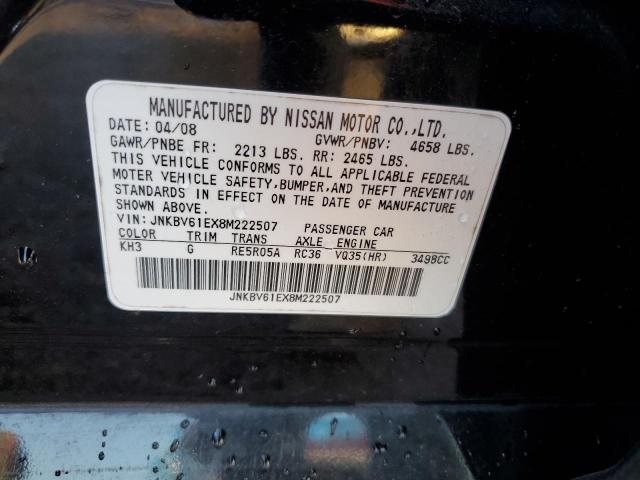 MANUFACTURED BY NISSAN MOTOR CO.,LTD.
DATE: 04/08 GVWR/PNBV: 4658 LBS.
GAWR/PNBE FR: 2213 LBS. RR: 2465 LBS.
THIS VEHICLE CONFORMS TO ALL APPLICABLE FEDERAL
MOTOR VEHICLE SAFETY,BUMPER,AND THEFT PREVENTION
STANDARDS IN EFFECT ON THE DATE OF MANUFACTURE
SHOWN ABOVE.
VIN: JNKBV61EX8M222507 PASSENGER CAR
COLOR TRIM TRANS AXLE ENGINE
KH3 G RE5R05A RC36 VQ35(HR) 3498CC
JNKBV61EX8M222507